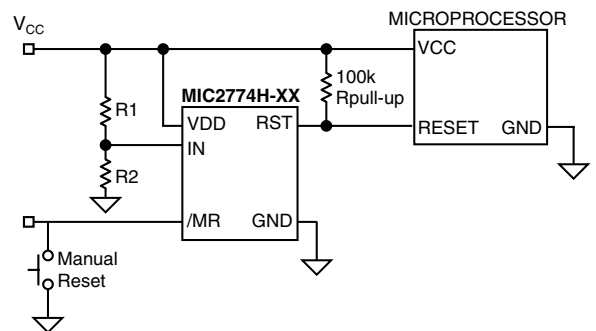 MICROPROCESSOR
VCC
VCC
100k
Rpull-up
MIC2774H-XX
R1
VDD
RST
IN
RESET
GND
R2
/MR
GND
Manual
Reset